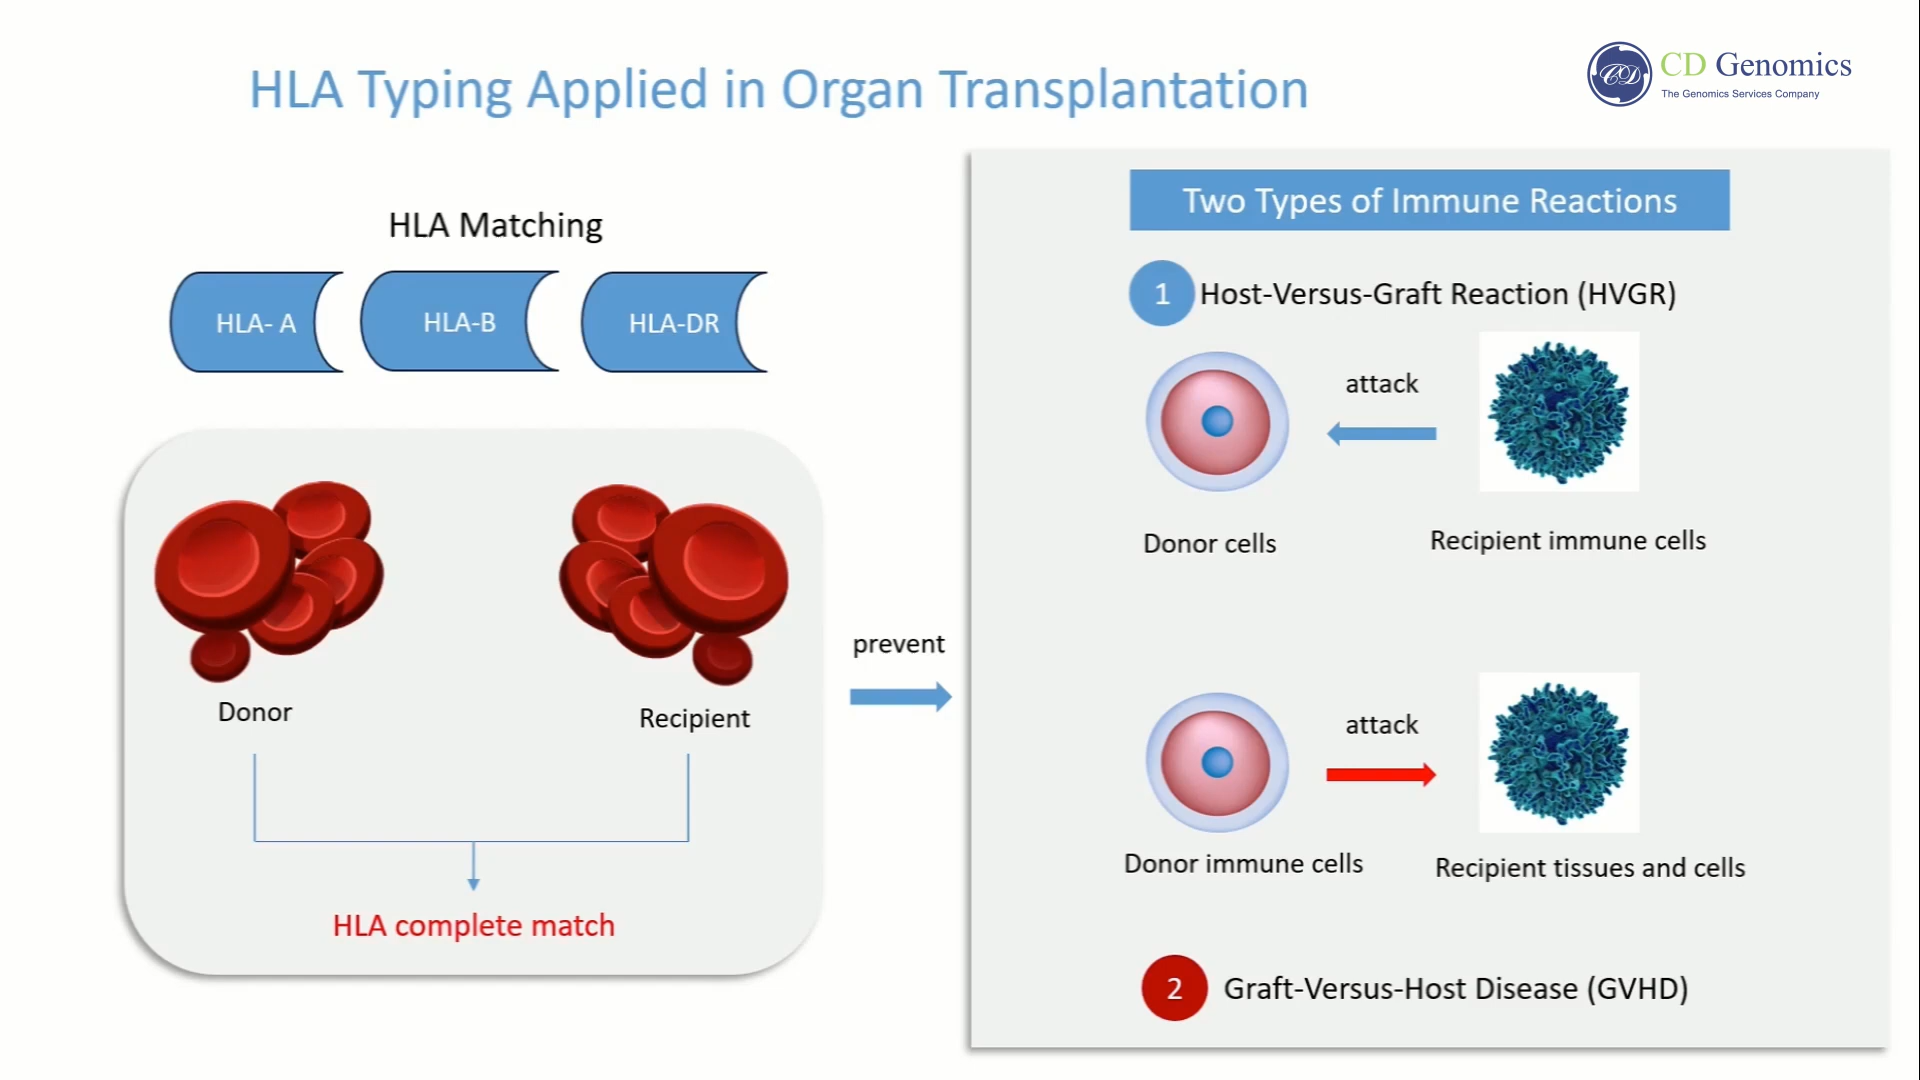 HLA Typing Applied in Organ Transplantation
CD
CD Genomics
The Genomics Services Company
HLA Matching
HLA- A
HLA-B
HLA-DR
Donor
Recipient
HLA complete match
prevent
Two Types of Immune Reactions
1 Host-Versus-Graft Reaction (HVGR)
attack
Donor cells
Recipient immune cells
attack
Donor immune cells
Recipient tissues and cells
2 Graft-Versus-Host Disease (GVHD)